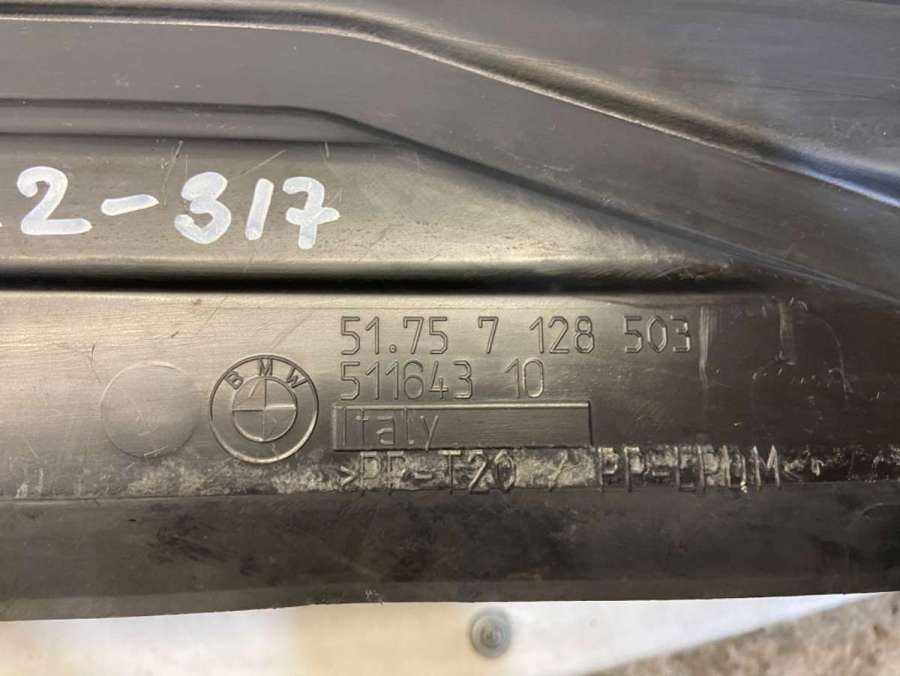 2-317
51.75 7 128 503
511643 10
BMW
Italy
>PP-T20 / PP-EPDM<